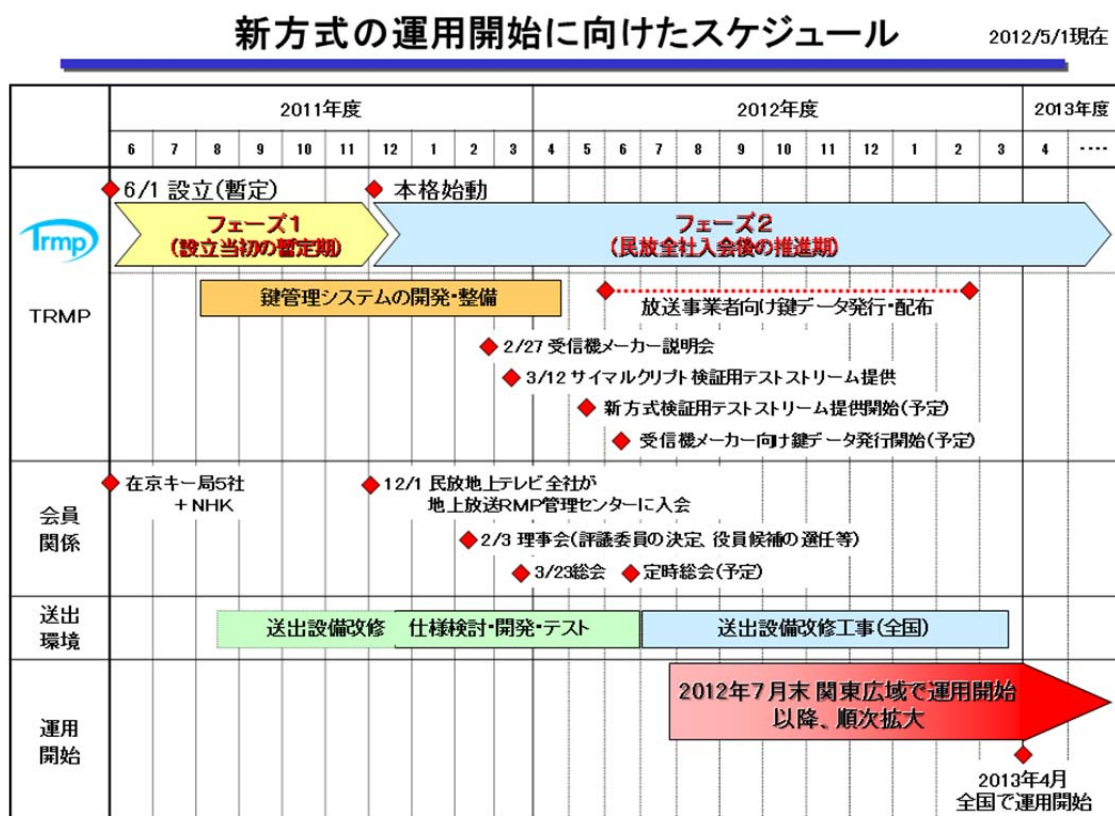 新方式の運用開始に向けたスケジュール
2012/5/1現在
2011年度 2012年度 2013年度
6 7 8 9 10 11 12 1 2 3 4 5 6 7 8 9 10 11 12 1 2 3 4 ‥‥
6/1 設立(暫定) 本格始動
Trmp
フェーズ1
(設立当初の暫定期)
フェーズ2
(民放全社入会後の推進期)
TRMP
鍵管理システムの開発・整備
放送事業者向け鍵データ発行・配布
2/27 受信機メーカー説明会
3/12 サイマルクリプト検証用テストストリーム提供
新方式検証用テストストリーム提供開始(予定)
受信機メーカー向け鍵データ発行開始(予定)
会員
関係
在京キー局5社
+NHK
12/1 民放地上テレビ全社が
地上放送RMP管理センターに入会
2/3 理事会(評議委員の決定、役員候補の選任等)
3/23総会 定時総会(予定)
送出
環境
送出設備改修 仕様検討・開発・テスト
送出設備改修工事(全国)
運用
開始
2012年7月末 関東広域で運用開始
以降、順次拡大
2013年4月
全国で運用開始